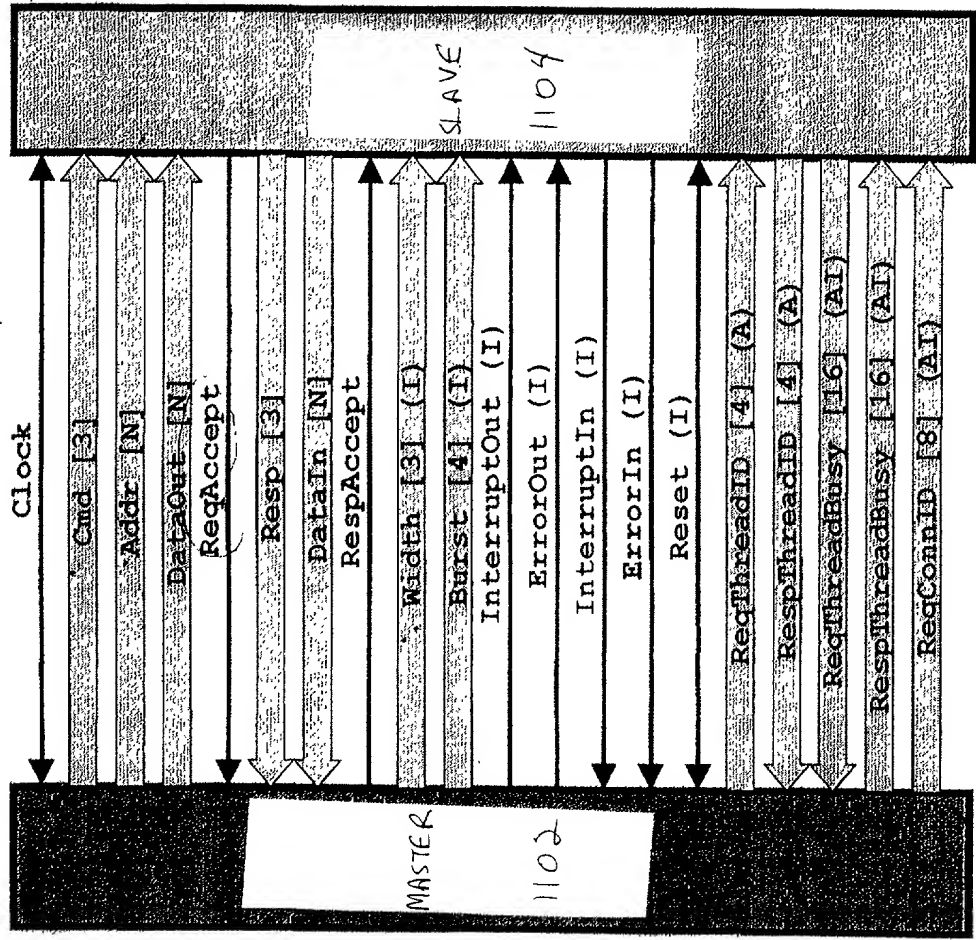 Clock
Cmd [3]
Addr [N]
DataOut [N]
ReqAccept
Resp [3]
DataIn [N]
RespAccept
Width [3] (I)
Burst [4] (I)
InterruptOut (I)
ErrorOut (I)
InterruptIn (I)
ErrorIn (I)
Reset (I)
ReqThreadID [4] (A)
RespThreadID [4] (A)
ReqThreadBusy [16] (AI)
RespThreadBusy [16] (AI)
ReqConnID [8] (AI)
MASTER
1102
SLAVE
1104